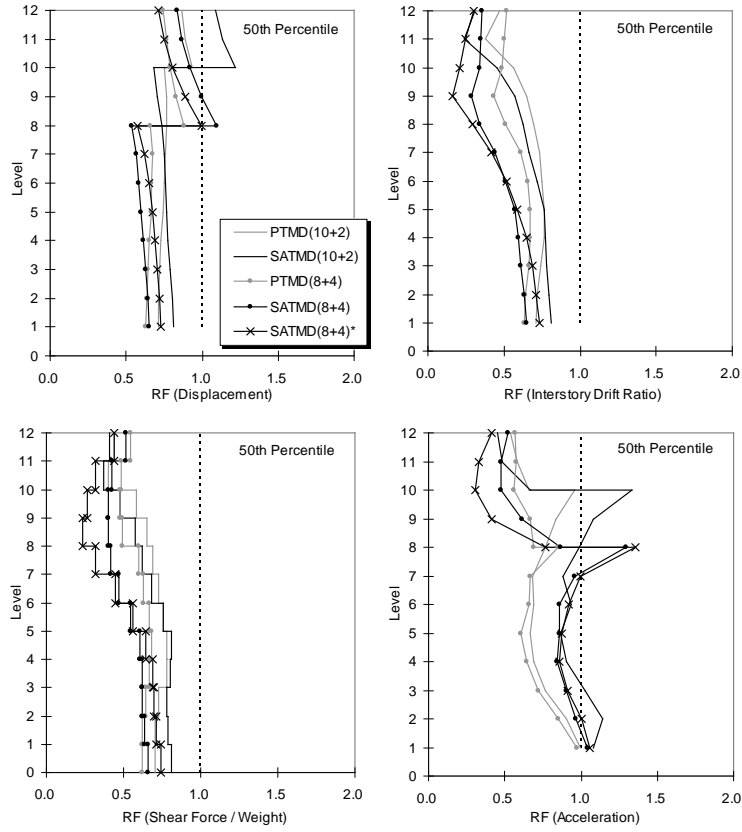 50th Percentile
12
11
10
9
8
7
6
5
4
3
2
1
0
Level
0.0 0.5 1.0 1.5 2.0
RF (Displacement)
PTMD(10+2)
SATMD(10+2)
PTMD(8+4)
SATMD(8+4)
SATMD(8+4)*
50th Percentile
12
11
10
9
8
7
6
5
4
3
2
1
0
Level
0.0 0.5 1.0 1.5 2.0
RF (Interstory Drift Ratio)
50th Percentile
12
11
10
9
8
7
6
5
4
3
2
1
0
Level
0.0 0.5 1.0 1.5 2.0
RF (Shear Force / Weight)
50th Percentile
12
11
10
9
8
7
6
5
4
3
2
1
0
Level
0.0 0.5 1.0 1.5 2.0
RF (Acceleration)